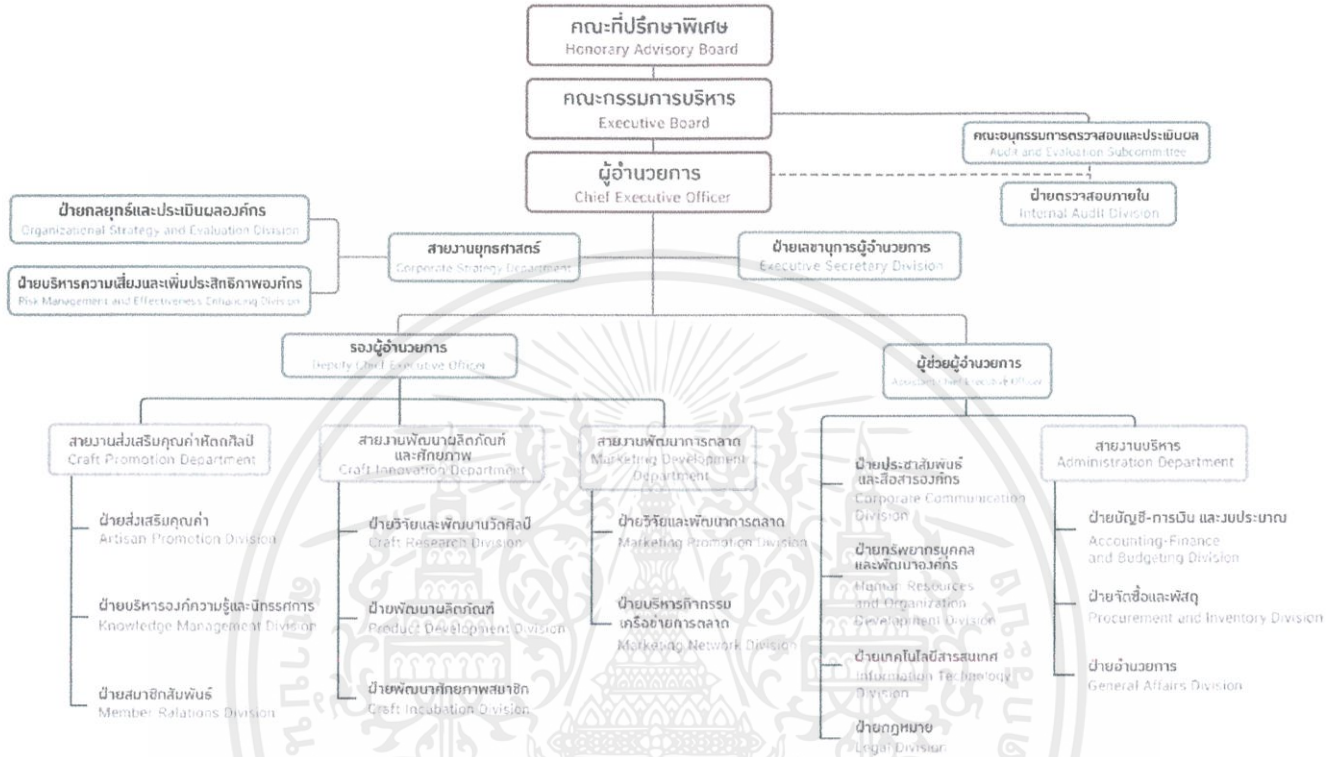 คณะที่ปรึกษาพิเศษ
Honorary Advisory Board
คณะกรรมการบริหาร
Executive Board
คณะอนุกรรมการตรวจสอบและประเมินผล
Audit and Evaluation Subcommittee
ผู้อำนวยการ
Chief Executive Officer
ฝ่ายตรวจสอบภายใน
Internal Audit Division
ฝ่ายกลยุทธ์และประเมินผลองค์กร
Organizational Strategy and Evaluation Division
สายงานยุทธศาสตร์
Corporate Strategy Department
ฝ่ายเลขานุการผู้อำนวยการ
Executive Secretary Division
ฝ่ายบริหารความเสี่ยงและเพิ่มประสิทธิภาพองค์กร
Risk Management and Effectiveness Enhancing Division
รองผู้อำนวยการ
Deputy Chief Executive Officer
ผู้ช่วยผู้อำนวยการ
Assistant Chief Executive Officer
สายงานส่งเสริมคุณค่าหัตถศิลป์
Craft Promotion Department
ฝ่ายส่งเสริมคุณค่า
Artisan Promotion Division
ฝ่ายบริหารองค์ความรู้และนิทรรศการ
Knowledge Management Division
ฝ่ายสมาชิกสัมพันธ์
Member Relations Division
สายงานพัฒนาผลิตภัณฑ์
และศักยภาพ
Craft Innovation Department
ฝ่ายวิจัยและพัฒนานวัตศิลป์
Craft Research Division
ฝ่ายพัฒนาผลิตภัณฑ์
Product Development Division
ฝ่ายพัฒนาศักยภาพสมาชิก
Craft Incubation Division
สายงานพัฒนาการตลาด
Marketing Development
Department
ฝ่ายวิจัยและพัฒนาการตลาด
Marketing Promotion Division
ฝ่ายบริหารกิจกรรม
เครือข่ายการตลาด
Marketing Network Division
ฝ่ายประชาสัมพันธ์
และสื่อสารองค์กร
Corporate Communication
Division
ฝ่ายทรัพยากรบุคคล
และพัฒนาองค์กร
Human Resources
and Organization
Development Division
ฝ่ายเทคโนโลยีสารสนเทศ
Information Technology
Division
ฝ่ายกฎหมาย
Legal Division
สายงานบริหาร
Administration Department
ฝ่ายบัญชี-การเงิน และงบประมาณ
Accounting-Finance
and Budgeting Division
ฝ่ายจัดซื้อและพัสดุ
Procurement and Inventory Division
ฝ่ายอำนวยการ
General Affairs Division